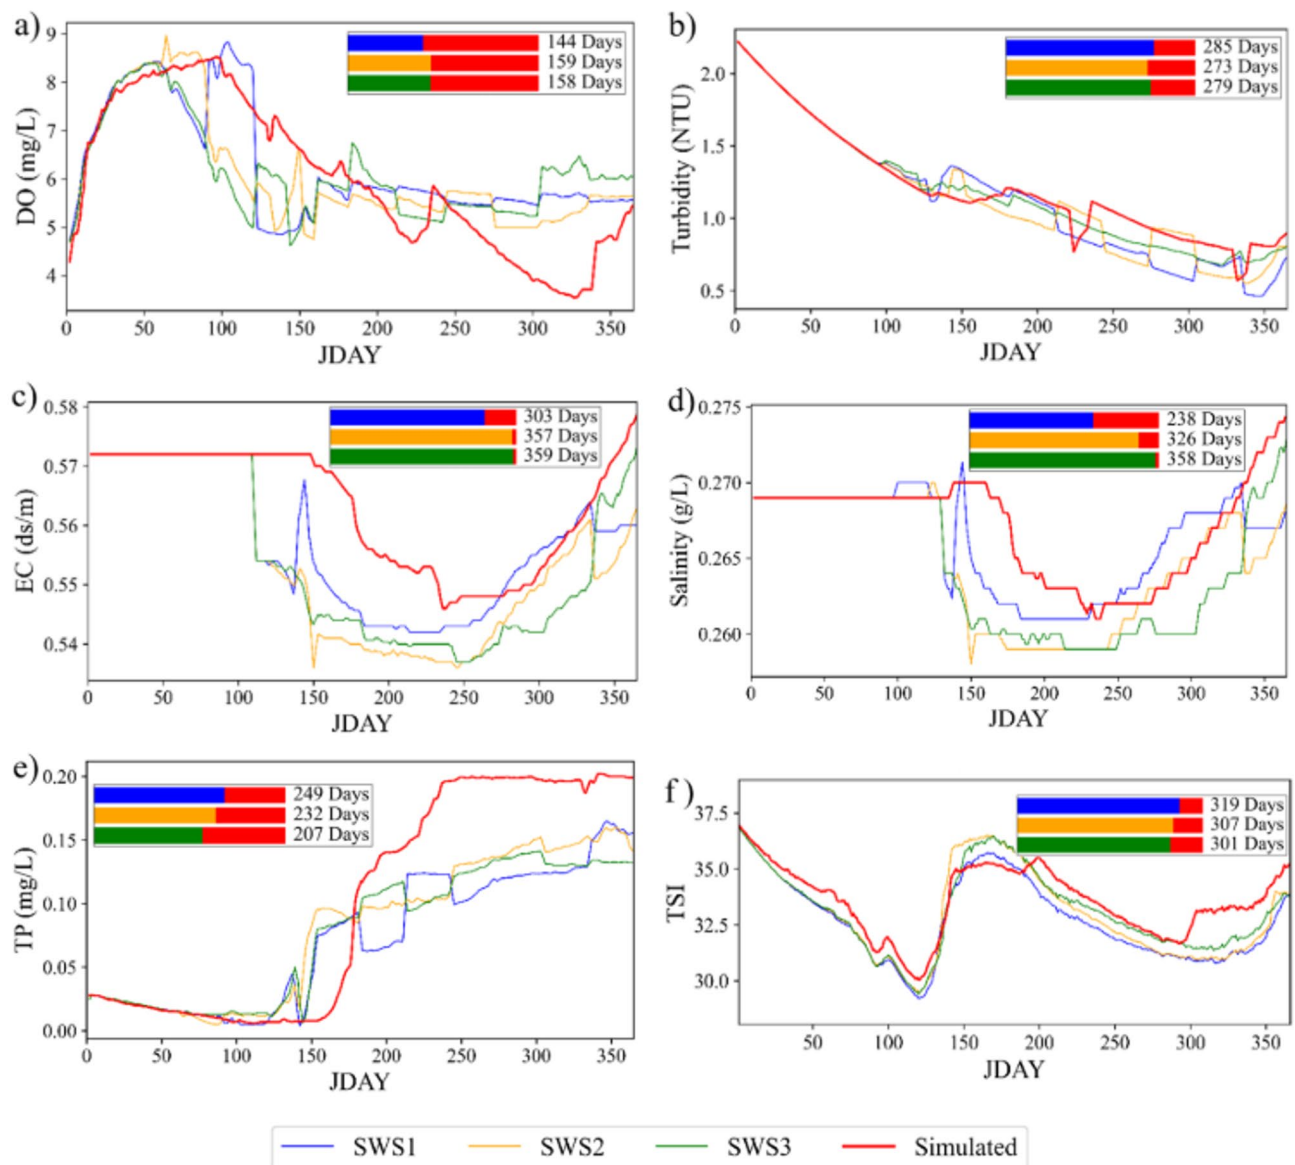 a)
9
8
7
6
5
4
DO (mg/L)
144 Days
159 Days
158 Days
0 50 100 150 200 250 300 350
JDAY
b)
2.0
1.5
1.0
0.5
Turbidity (NTU)
285 Days
273 Days
279 Days
0 50 100 150 200 250 300 350
JDAY
c)
0.58
0.57
0.56
0.55
0.54
EC (ds/m)
303 Days
357 Days
359 Days
0 50 100 150 200 250 300 350
JDAY
d)
0.275
0.270
0.265
0.260
Salinity (g/L)
238 Days
326 Days
358 Days
0 50 100 150 200 250 300 350
JDAY
e)
0.20
0.15
0.10
0.05
0.00
TP (mg/L)
249 Days
232 Days
207 Days
0 50 100 150 200 250 300 350
JDAY
f)
37.5
35.0
32.5
30.0
TSI
319 Days
307 Days
301 Days
50 100 150 200 250 300 350
JDAY
SWS1 SWS2 SWS3 Simulated